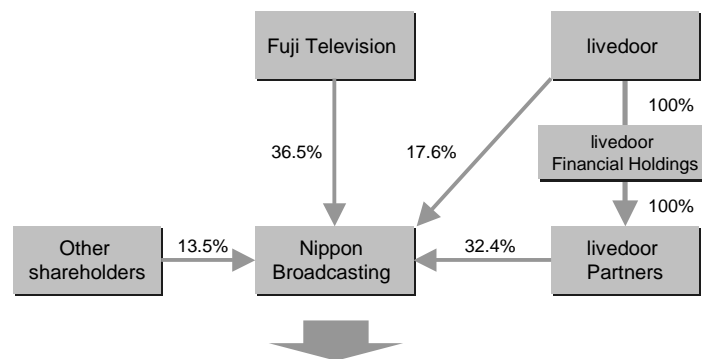 Fuji Television
livedoor
100%
livedoor
Financial Holdings
36.5%
17.6%
100%
Other
shareholders
13.5%
Nippon
Broadcasting
32.4%
livedoor
Partners